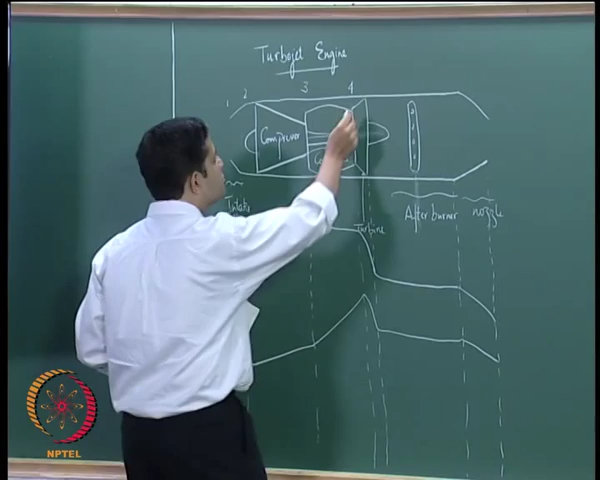 Turbojet Engine
1 2 3 4
Compressor
Intake
Turbine
After burner
nozzle
NPTEL